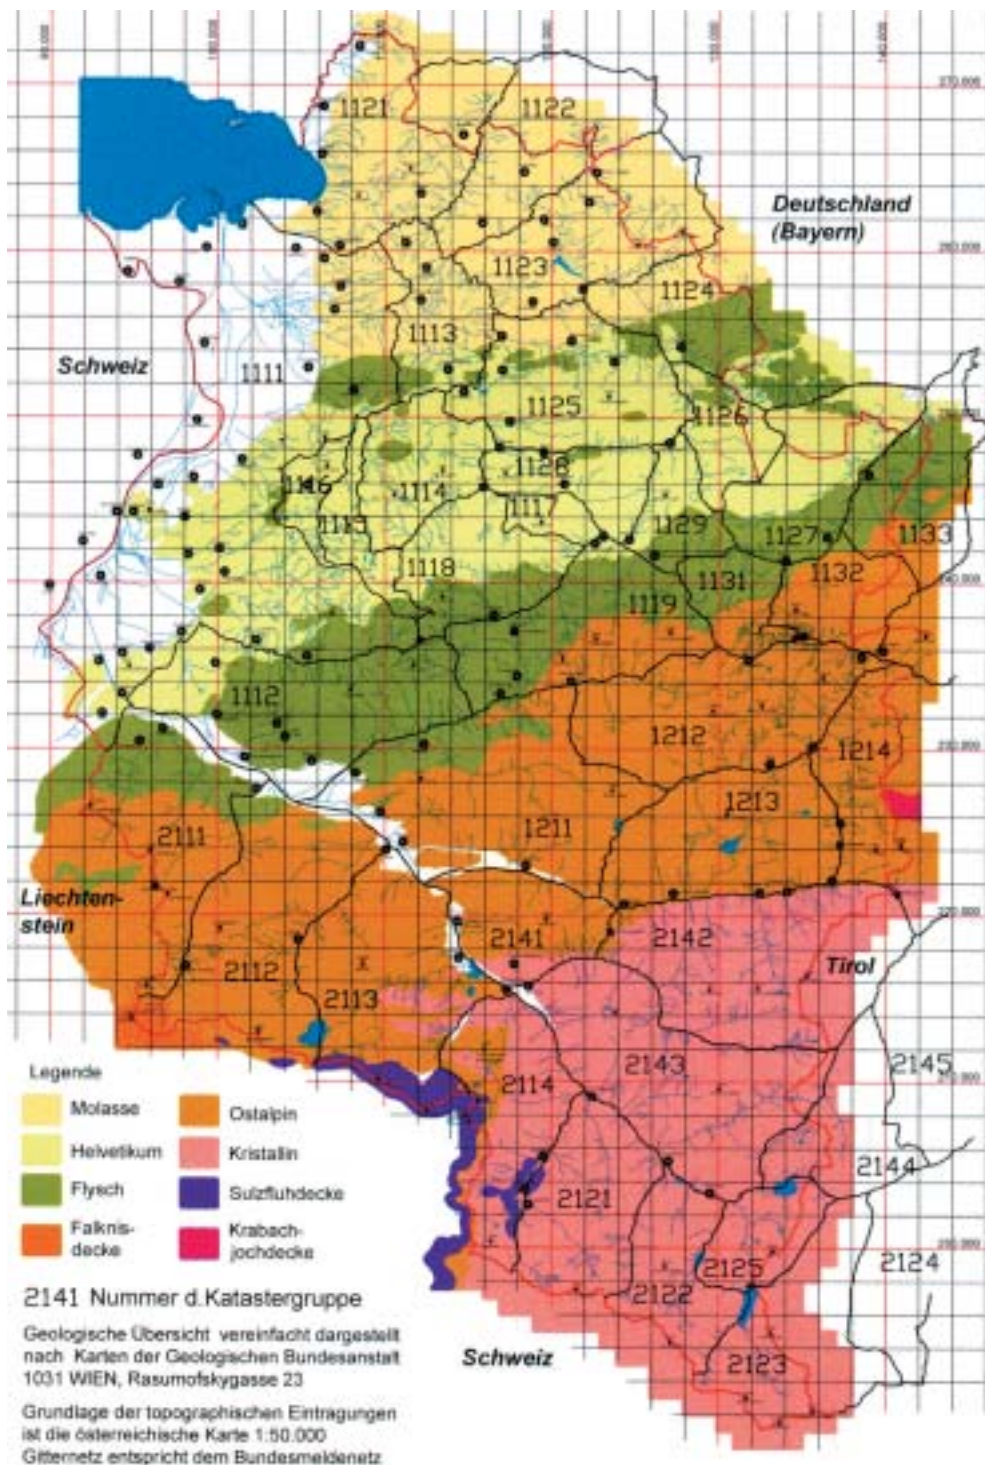 1121
1122
270.000
Deutschland
(Bayern)
1123
1124
1113
Schweiz
1111
1125
1126
1128
1116
1114
1115
1117
1129
1127
1133
1118
1131
1132
1119
1112
1212
1214
1213
2111
1211
Liechten-
stein
2141
2142
Tirol
2112
2113
2143
2145
2114
2144
2121
2125
2124
2122
2123
Schweiz
Legende
Molasse
Ostalpin
Helvetikum
Kristallin
Flysch
Sulzfluhdecke
Falknis-
decke
Krabach-
jochdecke
2141 Nummer d.Katastergruppe
Geologische Übersicht vereinfacht dargestellt
nach Karten der Geologischen Bundesanstalt
1031 WIEN, Rasumofskygasse 23
Grundlage der topographischen Eintragungen
ist die österreichische Karte 1:50.000
Gitternetz entspricht dem Bundesmeldenetz